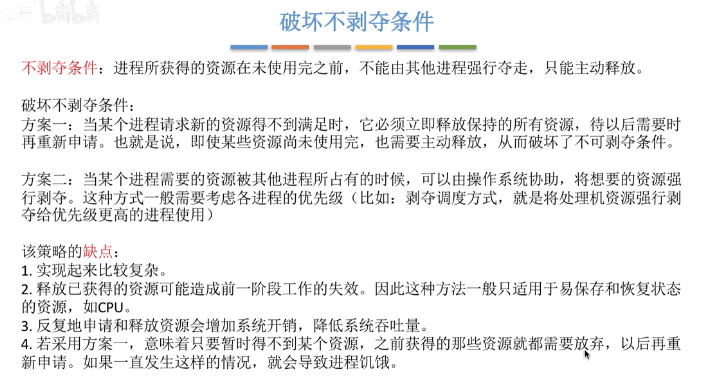 破坏不剥夺条件
不剥夺条件：进程所获得的资源在未使用完之前，不能由其他进程强行夺走，只能主动释放。
破坏不剥夺条件：
方案一：当某个进程请求新的资源得不到满足时，它必须立即释放保持的所有资源，待以后需要时
再重新申请。也就是说，即使某些资源尚未使用完，也需要主动释放，从而破坏了不可剥夺条件。
方案二：当某个进程需要的资源被其他进程所占有的时候，可以由操作系统协助，将想要的资源强
行剥夺。这种方式一般需要考虑各进程的优先级（比如：剥夺调度方式，就是将处理机资源强行剥
夺给优先级更高的进程使用）
该策略的缺点：
1. 实现起来比较复杂。
2. 释放已获得的资源可能造成前一阶段工作的失效。因此这种方法一般只适用于易保存和恢复状态
的资源，如CPU。
3. 反复地申请和释放资源会增加系统开销，降低系统吞吐量。
4. 若采用方案一，意味着只要暂时得不到某个资源，之前获得的那些资源就都需要放弃，以后再重
新申请。如果一直发生这样的情况，就会导致进程饥饿。